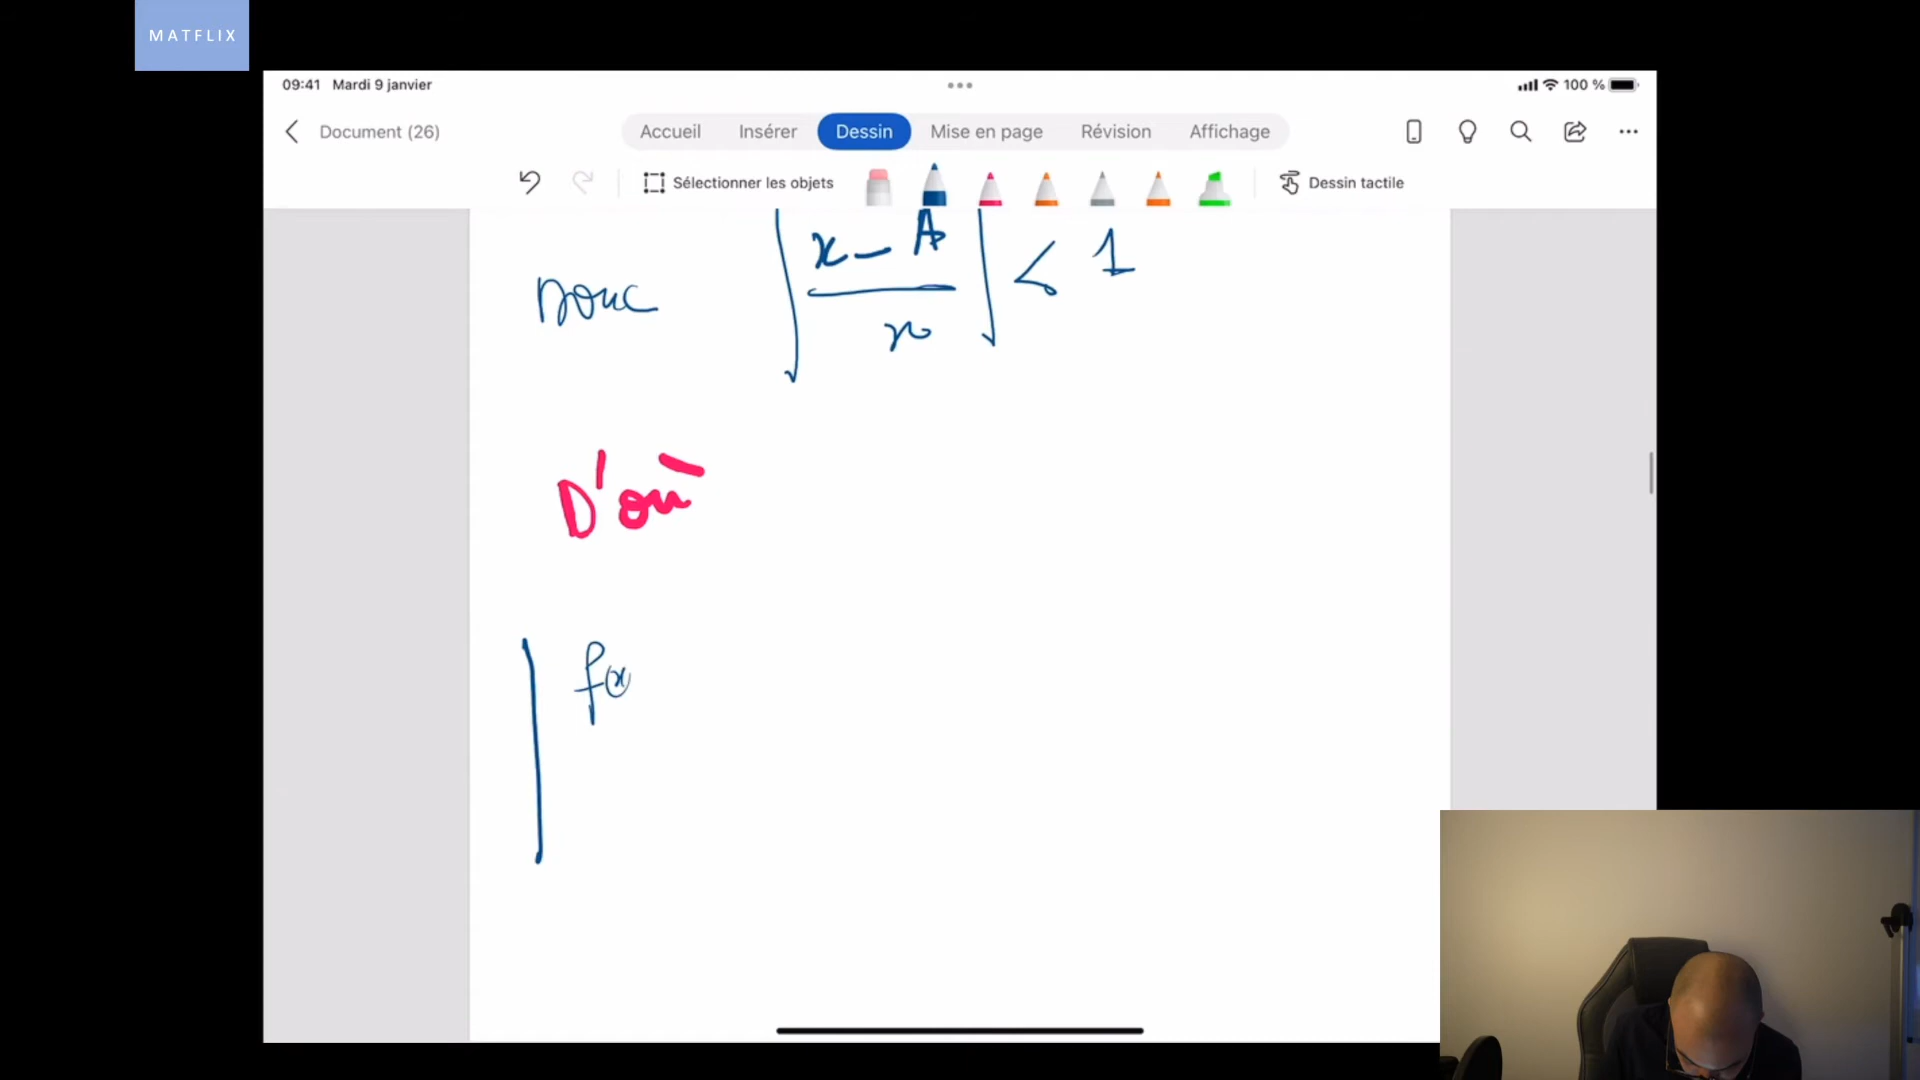 MATFLIX
09:41 Mardi 9 janvier
100 %
Document (26)
Accueil Insérer Dessin Mise en page Révision Affichage
Sélectionner les objets
Dessin tactile
Donc | (x - A) / x | < 1
D'où
| f(x)